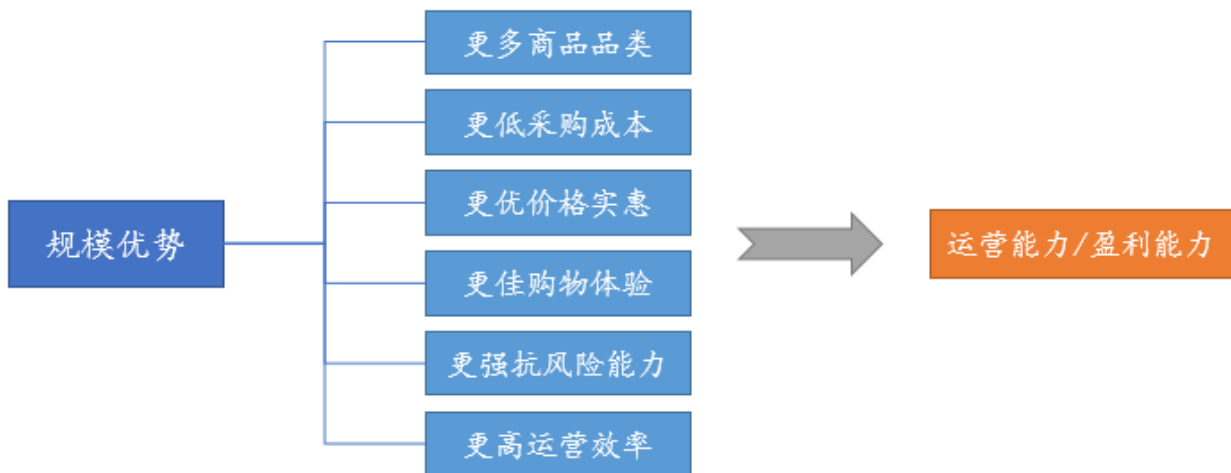 更多商品品类
更低采购成本
更优价格实惠
规模优势
运营能力/盈利能力
更佳购物体验
更强抗风险能力
更高运营效率